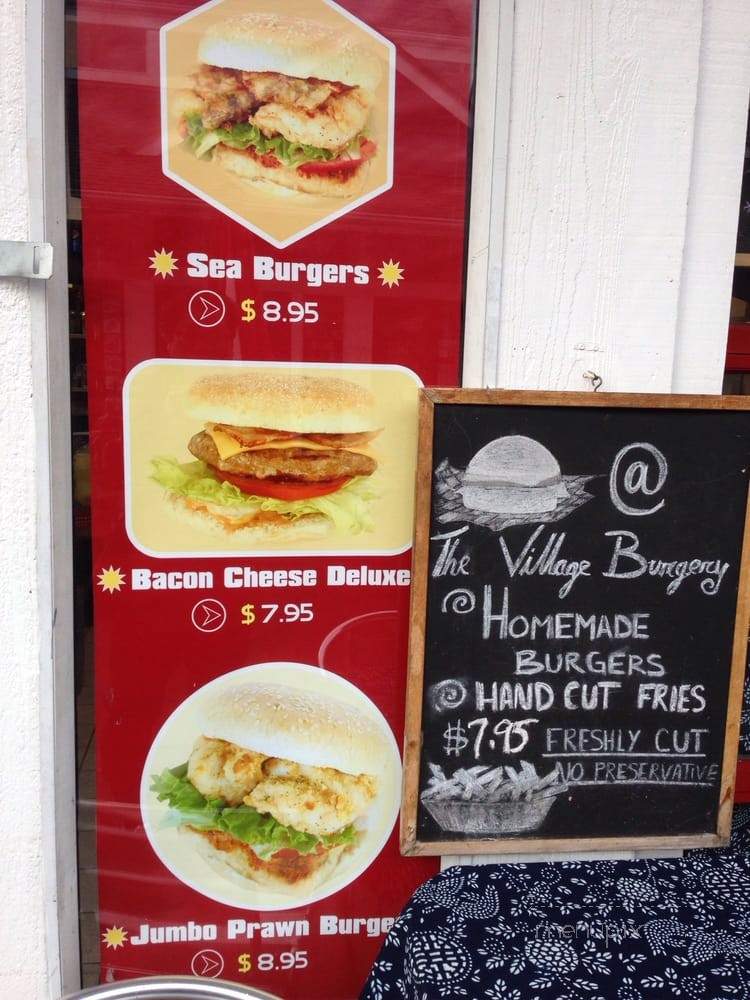 Sea Burgers
$ 8.95
Bacon Cheese Deluxe
$ 7.95
Jumbo Prawn Burge
$ 8.95
@
The Village Burgery
@ HOMEMADE
BURGERS
@ HAND CUT FRIES
$7.95 FRESHLY CUT
NO PRESERVATIVE
menupix